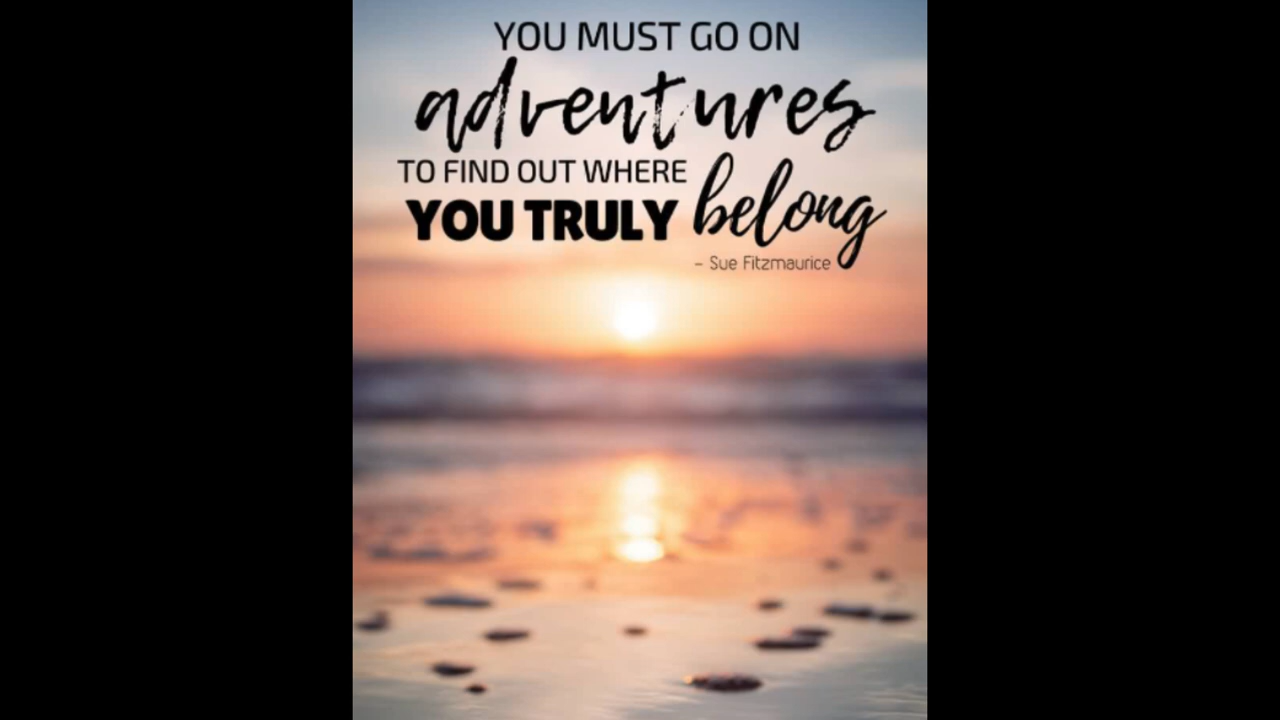 YOU MUST GO ON
adventures
TO FIND OUT WHERE
YOU TRULY belong
– Sue Fitzmaurice